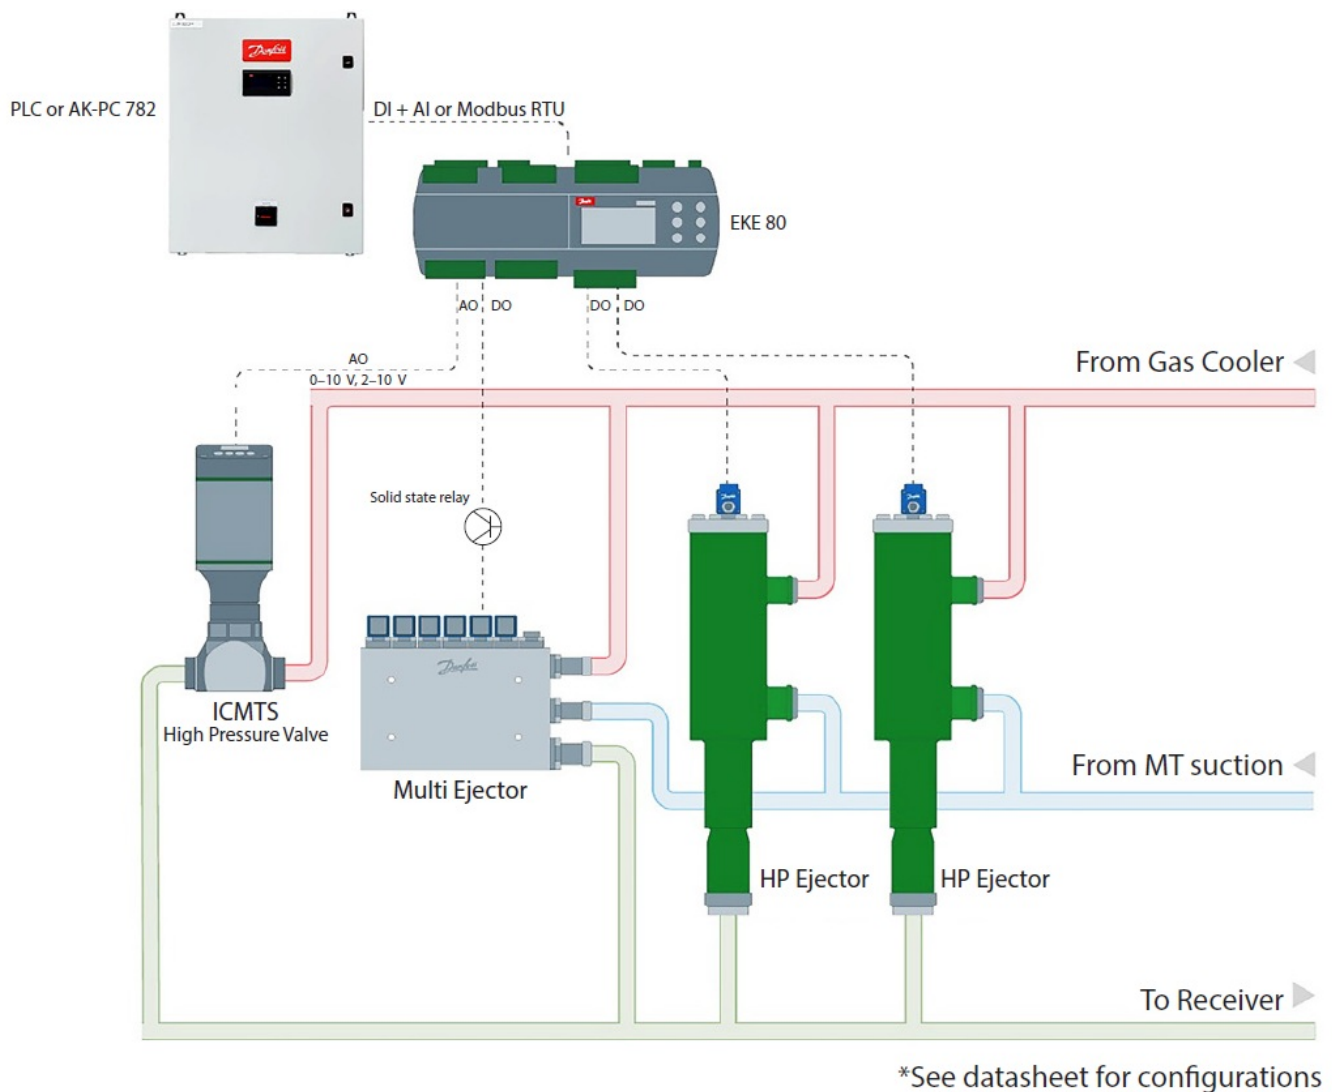 Danfoss
PLC or AK-PC 782
DI + AI or Modbus RTU
EKE 80
AO
DO
DO
DO
AO
0–10 V, 2–10 V
From Gas Cooler
Solid state relay
Danfoss
ICMTS
High Pressure Valve
Multi Ejector
From MT suction
HP Ejector
HP Ejector
To Receiver
*See datasheet for configurations